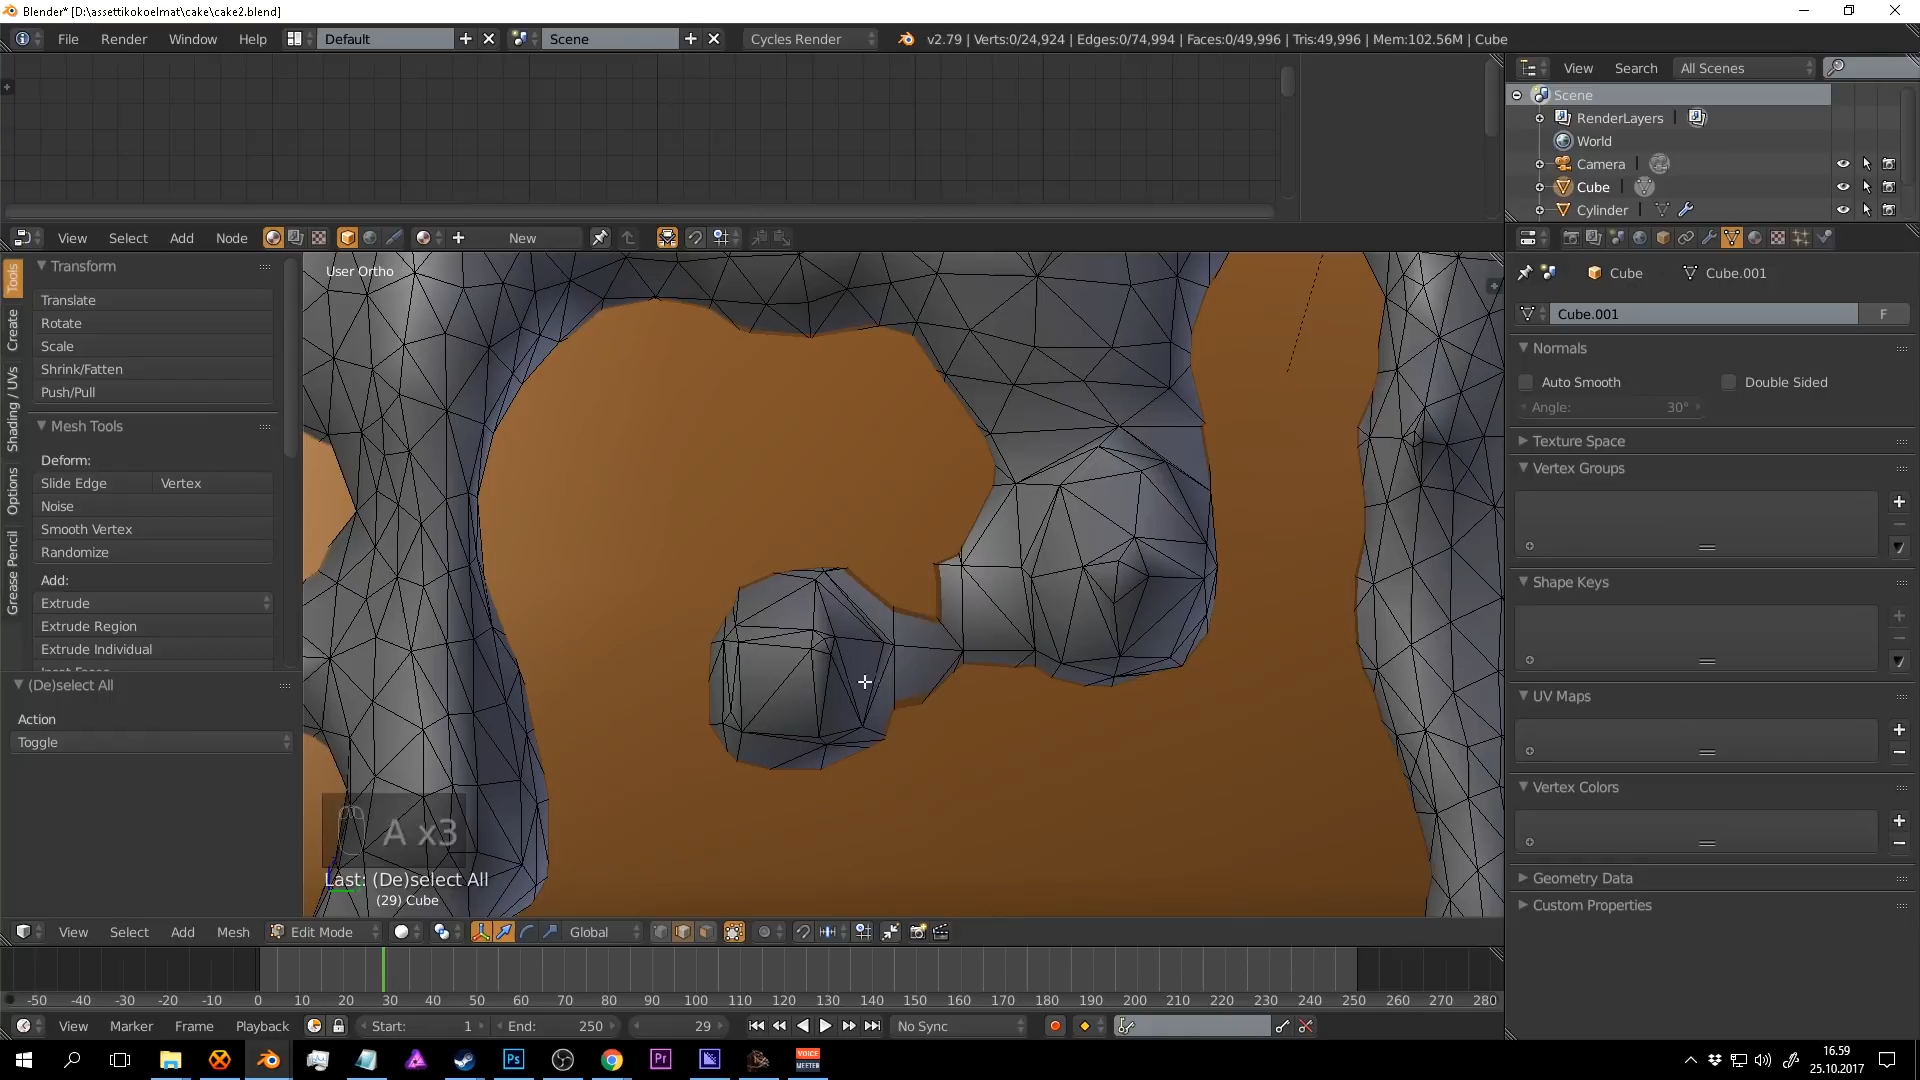 Blender* [D:\assettikokoelmat\cake\cake2.blend]
File Render Window Help Default Scene Cycles Render v2.79 | Verts:0/24,924 | Edges:0/74,994 | Faces:0/49,996 | Tris:49,996 | Mem:102.56M | Cube
View Search All Scenes
Scene
RenderLayers
World
Camera
Cube
Cylinder
View Select Add Node New
Tools
Create
Shading / UVs
Options
Grease Pencil
Transform
Translate
Rotate
Scale
Shrink/Fatten
Push/Pull
Mesh Tools
Deform:
Slide Edge Vertex
Noise
Smooth Vertex
Randomize
Add:
Extrude
Extrude Region
Extrude Individual
(De)select All
Action
Toggle
User Ortho
A x3
Last: (De)select All
(29) Cube
Cube Cube.001
Cube.001 F
Normals
Auto Smooth Double Sided
Angle: 30°
Texture Space
Vertex Groups
Shape Keys
UV Maps
Vertex Colors
Geometry Data
Custom Properties
View Select Add Mesh Edit Mode Global
-50 -40 -30 -20 -10 0 10 20 30 40 50 60 70 80 90 100 110 120 130 140 150 160 170 180 190 200 210 220 230 240 250 260 270 280
View Marker Frame Playback Start: 1 End: 250 29 No Sync
Ps Pr VOICE MEETER
16.59
25.10.2017